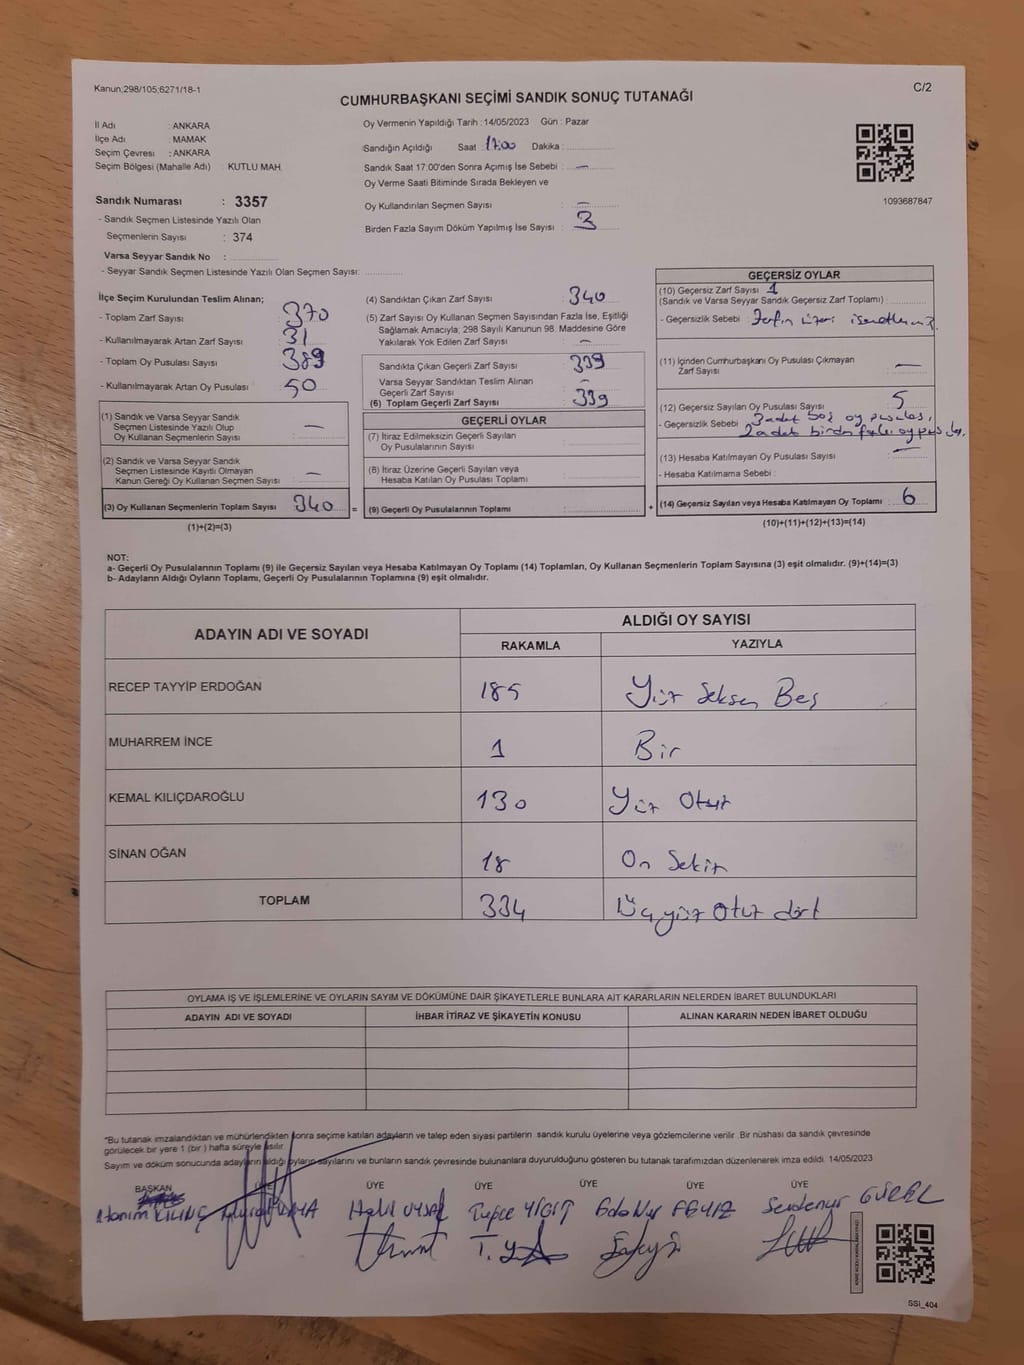 Kanun,298/105;6271/18-1
C/2
CUMHURBAŞKANI SEÇİMİ SANDIK SONUÇ TUTANAĞI
İl Adı : ANKARA
İlçe Adı : MAMAK
Seçim Çevresi : ANKARA
Seçim Bölgesi (Mahalle Adı) : KUTLU MAH.
Oy Vermenin Yapıldığı Tarih : 14/05/2023 Gün : Pazar
Sandığın Açıldığı Saat : 17:00 Dakika :
Sandık Saat 17.00'den Sonra Açımış İse Sebebi : —
Oy Verme Saati Bitiminde Sırada Bekleyen ve
Oy Kullandırılan Seçmen Sayısı : —
Birden Fazla Sayım Döküm Yapılmış İse Sayısı : 3
1093687847
Sandık Numarası : 3357
- Sandık Seçmen Listesinde Yazılı Olan
Seçmenlerin Sayısı : 374
Varsa Seyyar Sandık No :
- Seyyar Sandık Seçmen Listesinde Yazılı Olan Seçmen Sayısı:
İlçe Seçim Kurulundan Teslim Alınan;
- Toplam Zarf Sayısı : 370
- Kullanılmayarak Artan Zarf Sayısı : 31
- Toplam Oy Pusulası Sayısı : 389
- Kullanılmayarak Artan Oy Pusulası : 50
(1) Sandık ve Varsa Seyyar Sandık
Seçmen Listesinde Yazılı Olup
Oy Kullanan Seçmenlerin Sayısı : —
(2) Sandık ve Varsa Seyyar Sandık
Seçmen Listesinde Kayıtlı Olmayan
Kanun Gereği Oy Kullanan Seçmen Sayısı : —
(3) Oy Kullanan Seçmenlerin Toplam Sayısı : 340 =
(1)+(2)=(3)
(4) Sandıktan Çıkan Zarf Sayısı : 340
(5) Zarf Sayısı Oy Kullanan Seçmen Sayısından Fazla İse, Eşitliği
Sağlamak Amacıyla; 298 Sayılı Kanunun 98. Maddesine Göre
Yakılarak Yok Edilen Zarf Sayısı : —
Sandıkta Çıkan Geçerli Zarf Sayısı : 339
Varsa Seyyar Sandıktan Teslim Alınan
Geçerli Zarf Sayısı : —
(6) Toplam Geçerli Zarf Sayısı : 339
GEÇERLİ OYLAR
(7) İtiraz Edilmeksizin Geçerli Sayılan
Oy Pusulalarının Sayısı :
(8) İtiraz Üzerine Geçerli Sayılan veya
Hesaba Katılan Oy Pusulası Toplamı :
(9) Geçerli Oy Pusulalarının Toplamı : +
GEÇERSİZ OYLAR
(10) Geçersiz Zarf Sayısı 1
(Sandık ve Varsa Seyyar Sandık Geçersiz Zarf Toplamı) :
- Geçersizlik Sebebi : Zarfın Üzeri
(11) İçinden Cumhurbaşkanı Oy Pusulası Çıkmayan
Zarf Sayısı : —
(12) Geçersiz Sayılan Oy Pusulası Sayısı : 5
- Geçersizlik Sebebi : 3 adet boş oy pusulası,
2 adet birden fazla oy pusula.
(13) Hesaba Katılmayan Oy Pusulası Sayısı : —
- Hesaba Katılmama Sebebi :
(14) Geçersiz Sayılan veya Hesaba Katılmayan Oy Toplamı : 6
(10)+(11)+(12)+(13)=(14)
NOT:
a- Geçerli Oy Pusulalarının Toplamı (9) ile Geçersiz Sayılan veya Hesaba Katılmayan Oy Toplamı (14) Toplamları, Oy Kullanan Seçmenlerin Toplam Sayısına (3) eşit olmalıdır. (9)+(14)=(3)
b- Adayların Aldığı Oyların Toplamı, Geçerli Oy Pusulalarının Toplamına (9) eşit olmalıdır.
ADAYIN ADI VE SOYADI
ALDIĞI OY SAYISI
RAKAMLA YAZIYLA
RECEP TAYYİP ERDOĞAN 185 Yüz Seksen Beş
MUHARREM İNCE 1 Bir
KEMAL KILIÇDAROĞLU 130 Yüz Otuz
SİNAN OĞAN 18 On Sekiz
TOPLAM 334 Üçyüz Otuz dört
OYLAMA İŞ VE İŞLEMLERİNE VE OYLARIN SAYIM VE DÖKÜMÜNE DAİR ŞİKAYETLERLE BUNLARA AİT KARARLARIN NELERDEN İBARET BULUNDUKLARI
ADAYIN ADI VE SOYADI İHBAR İTİRAZ VE ŞİKAYETİN KONUSU ALINAN KARARIN NEDEN İBARET OLDUĞU
*Bu tutanak imzalandıktan ve mühürlendikten sonra seçime katılan adayların ve talep eden siyasi partilerin sandık kurulu üyelerine veya gözlemcilerine verilir. Bir nüshası da sandık çevresinde
görülecek bir yere 1 (bir) hafta süreyle asılır.
Sayım ve döküm sonucunda adayların aldığı oyların sayılarını ve bunların sandık çevresinde bulunanlara duyurulduğunu gösteren bu tutanak tarafımızdan düzenlenerek imza edildi. 14/05/2023
BAŞKAN ÜYE ÜYE ÜYE ÜYE ÜYE ÜYE
Hanım KILINÇ Halil UYSAL Tuğçe YİĞİT Edanur FEYİZ Serdenur GÜREL
SSI_404